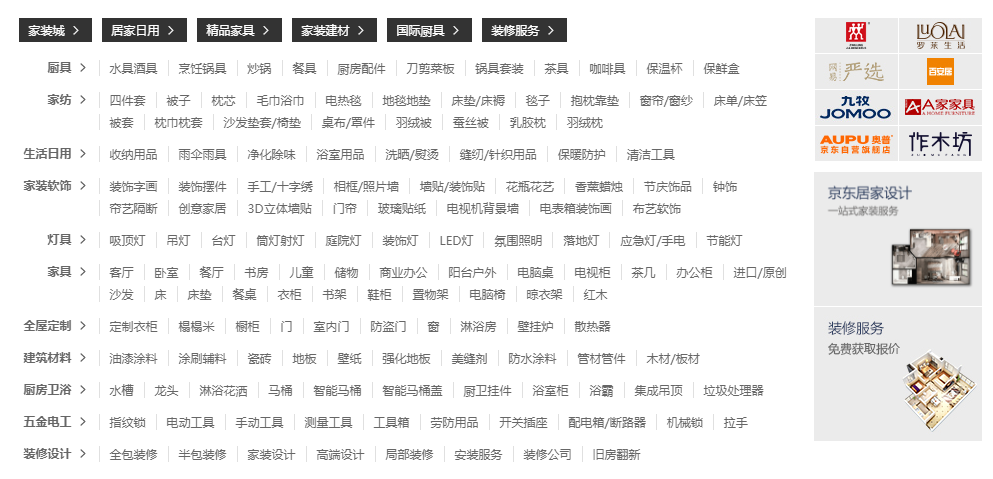 家装城 > 居家日用 > 精品家具 > 家装建材 > 国际厨具 > 装修服务 >
厨具 > 水具酒具 烹饪锅具 炒锅 餐具 厨房配件 刀剪菜板 锅具套装 茶具 咖啡具 保温杯 保鲜盒
家纺 > 四件套 被子 枕芯 毛巾浴巾 电热毯 地毯地垫 床垫/床褥 毯子 抱枕靠垫 窗帘/窗纱 床单/床笠
被套 枕巾枕套 沙发垫套/椅垫 桌布/罩件 羽绒被 蚕丝被 乳胶枕 羽绒枕
生活日用 > 收纳用品 雨伞雨具 净化除味 浴室用品 洗晒/熨烫 缝纫/针织用品 保暖防护 清洁工具
家装软饰 > 装饰字画 装饰摆件 手工/十字绣 相框/照片墙 墙贴/装饰贴 花瓶花艺 香薰蜡烛 节庆饰品 钟饰
帘艺隔断 创意家居 3D立体墙贴 门帘 玻璃贴纸 电视机背景墙 电表箱装饰画 布艺软饰
灯具 > 吸顶灯 吊灯 台灯 筒灯射灯 庭院灯 装饰灯 LED灯 氛围照明 落地灯 应急灯/手电 节能灯
家具 > 客厅 卧室 餐厅 书房 儿童 储物 商业办公 阳台户外 电脑桌 电视柜 茶几 办公柜 进口/原创
沙发 床 床垫 餐桌 衣柜 书架 鞋柜 置物架 电脑椅 晾衣架 红木
全屋定制 > 定制衣柜 榻榻米 橱柜 门 室内门 防盗门 窗 淋浴房 壁挂炉 散热器
建筑材料 > 油漆涂料 涂刷辅料 瓷砖 地板 壁纸 强化地板 美缝剂 防水涂料 管材管件 木材/板材
厨房卫浴 > 水槽 龙头 淋浴花洒 马桶 智能马桶 智能马桶盖 厨卫挂件 浴室柜 浴霸 集成吊顶 垃圾处理器
五金电工 > 指纹锁 电动工具 手动工具 测量工具 工具箱 劳防用品 开关插座 配电箱/断路器 机械锁 拉手
装修设计 > 全包装修 半包装修 家装设计 高端设计 局部装修 安装服务 装修公司 旧房翻新
LUOLAI
罗莱生活
网易严选
百安居
九牧
JOMOO
A家家具
A HOME FURNITURE
AUPU奥普
京东自营旗舰店
作木坊
京东居家设计
一站式家装服务
装修服务
免费获取报价